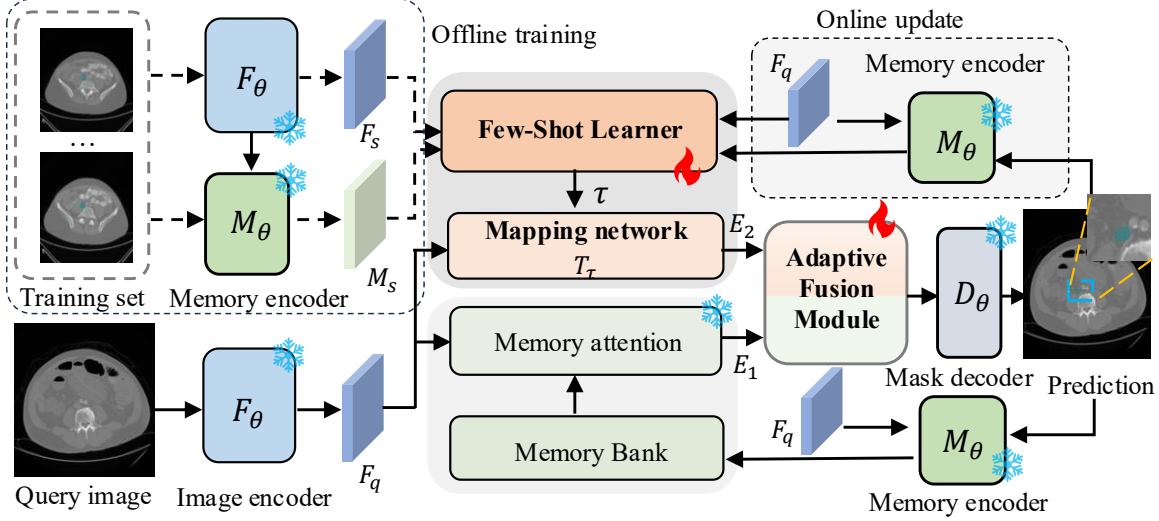 Offline training
Online update
F_θ
F_s
F_q
Memory encoder
M_θ
...
Few-Shot Learner
τ
M_θ
M_s
Training set
Memory encoder
Mapping network
T_τ
E_2
Adaptive
Fusion
Module
D_θ
Memory attention
E_1
Mask decoder
Prediction
F_θ
F_q
Memory Bank
F_q
M_θ
Query image
Image encoder
Memory encoder